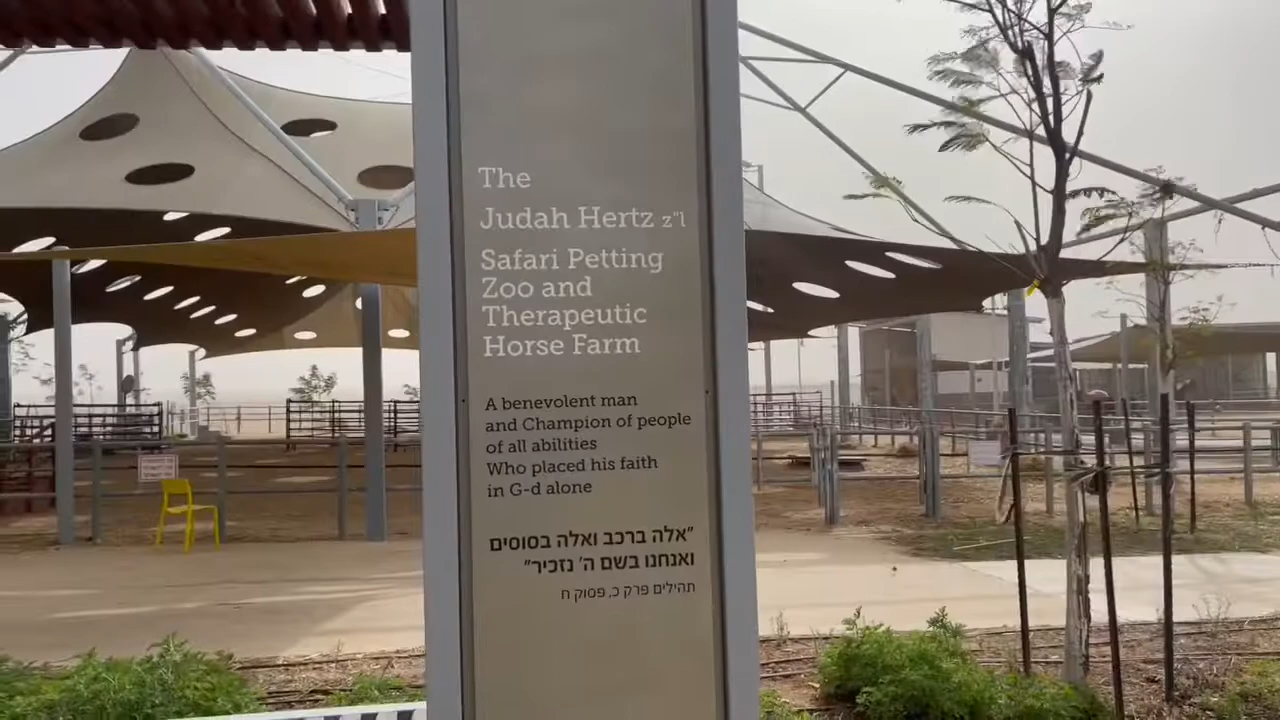 The
Judah Hertz z"l
Safari Petting
Zoo and
Therapeutic
Horse Farm
A benevolent man
and Champion of people
of all abilities
Who placed his faith
in G-d alone
"אלה ברכב ואלה בסוסים
ואנחנו בשם ה' נזכיר"
תהילים פרק כ, פסוק ח